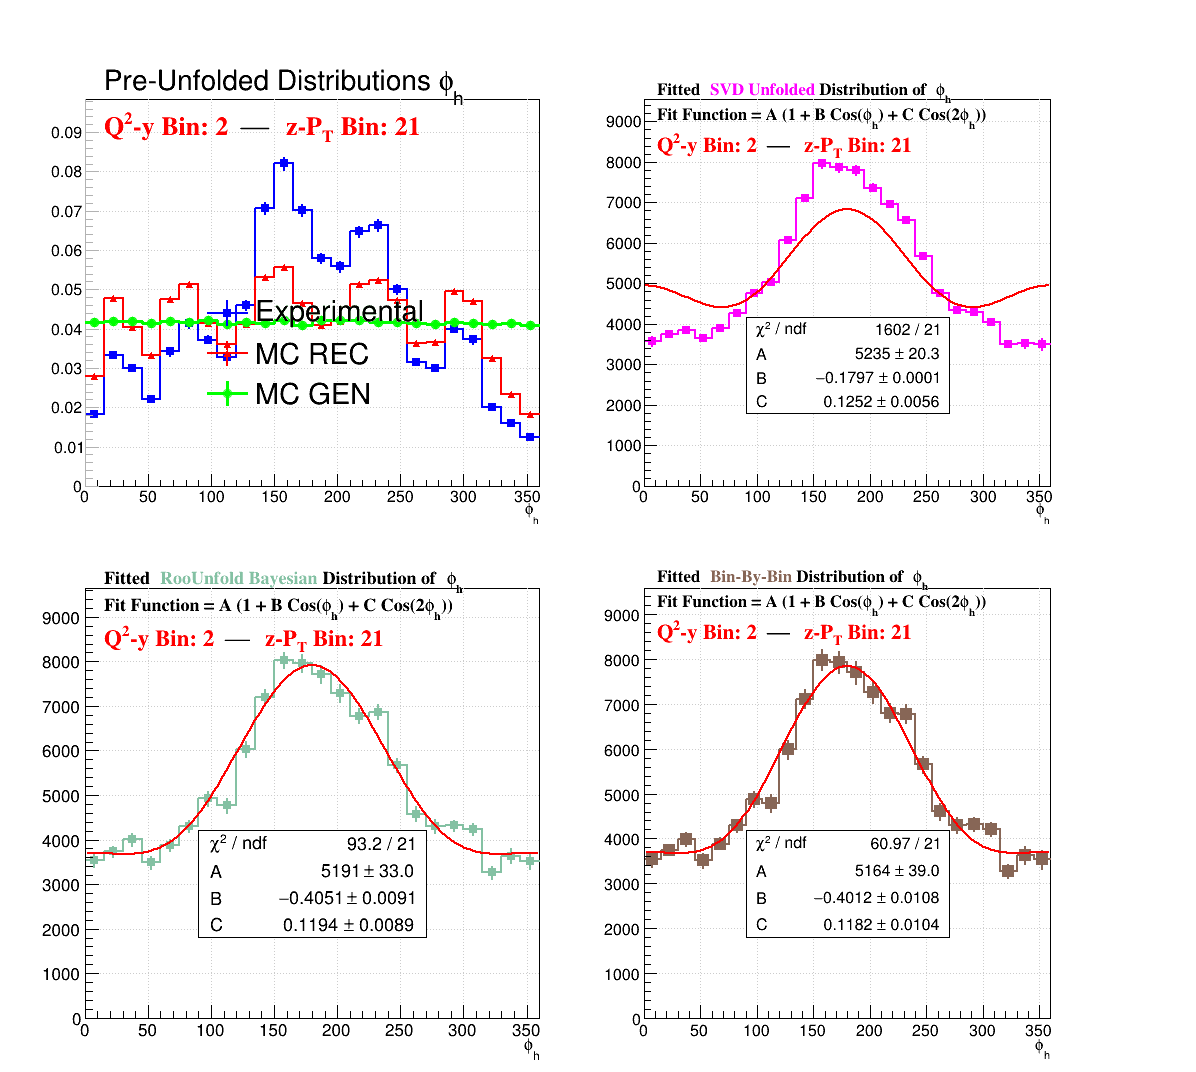 Pre-Unfolded Distributions ϕh
Q2-y Bin: 2 — z-PT Bin: 21
0.09
0.08
0.07
0.06
0.05
0.04
0.03
0.02
0.01
0
Experimental
MC REC
MC GEN
0 50 100 150 200 250 300 350
ϕh
Fitted SVD Unfolded Distribution of ϕh
Fit Function = A (1 + B Cos(ϕh) + C Cos(2ϕh))
Q2-y Bin: 2 — z-PT Bin: 21
9000
8000
7000
6000
5000
4000
3000
2000
1000
0
χ2 / ndf 1602 / 21
A 5235 ± 20.3
B −0.1797 ± 0.0001
C 0.1252 ± 0.0056
0 50 100 150 200 250 300 350
ϕh
Fitted RooUnfold Bayesian Distribution of ϕh
Fit Function = A (1 + B Cos(ϕh) + C Cos(2ϕh))
Q2-y Bin: 2 — z-PT Bin: 21
9000
8000
7000
6000
5000
4000
3000
2000
1000
0
χ2 / ndf 93.2 / 21
A 5191 ± 33.0
B −0.4051 ± 0.0091
C 0.1194 ± 0.0089
0 50 100 150 200 250 300 350
ϕh
Fitted Bin-By-Bin Distribution of ϕh
Fit Function = A (1 + B Cos(ϕh) + C Cos(2ϕh))
Q2-y Bin: 2 — z-PT Bin: 21
9000
8000
7000
6000
5000
4000
3000
2000
1000
0
χ2 / ndf 60.97 / 21
A 5164 ± 39.0
B −0.4012 ± 0.0108
C 0.1182 ± 0.0104
0 50 100 150 200 250 300 350
ϕh